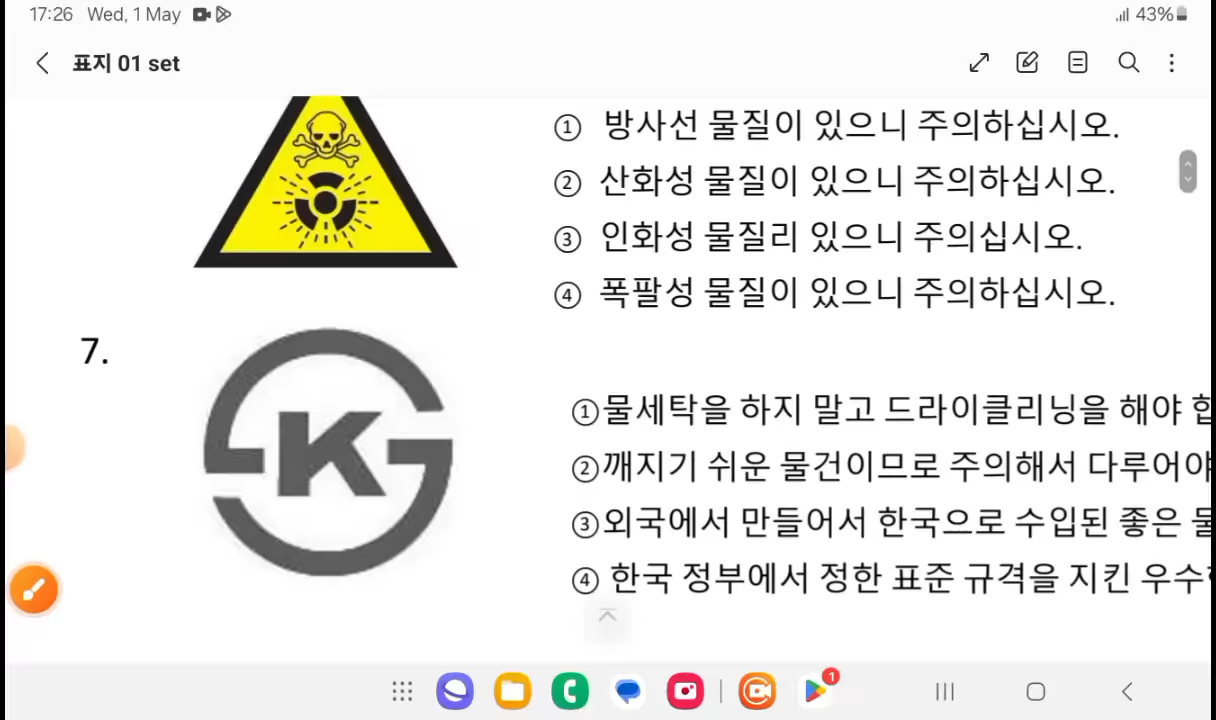 17:26 Wed, 1 May
43%
표지 01 set
① 방사선 물질이 있으니 주의하십시오.
② 산화성 물질이 있으니 주의하십시오.
③ 인화성 물질리 있으니 주의십시오.
④ 폭팔성 물질이 있으니 주의하십시오.
7.
K
①물세탁을 하지 말고 드라이클리닝을 해야
②깨지기 쉬운 물건이므로 주의해서 다루어야
③외국에서 만들어서 한국으로 수입된 좋은
④ 한국 정부에서 정한 표준 규격을 지킨
1